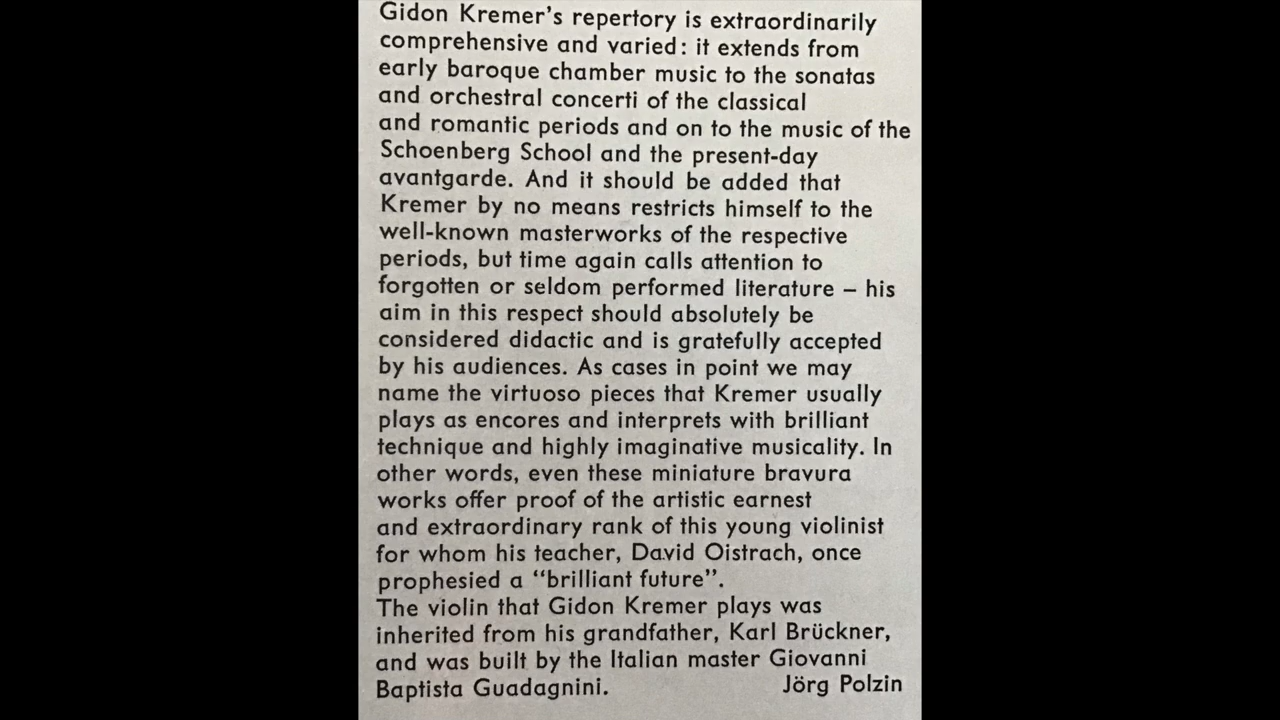 Gidon Kremer's repertory is extraordinarily
comprehensive and varied: it extends from
early baroque chamber music to the sonatas
and orchestral concerti of the classical
and romantic periods and on to the music of the
Schoenberg School and the present-day
avantgarde. And it should be added that
Kremer by no means restricts himself to the
well-known masterworks of the respective
periods, but time again calls attention to
forgotten or seldom performed literature – his
aim in this respect should absolutely be
considered didactic and is gratefully accepted
by his audiences. As cases in point we may
name the virtuoso pieces that Kremer usually
plays as encores and interprets with brilliant
technique and highly imaginative musicality. In
other words, even these miniature bravura
works offer proof of the artistic earnest
and extraordinary rank of this young violinist
for whom his teacher, David Oistrach, once
prophesied a “brilliant future”.
The violin that Gidon Kremer plays was
inherited from his grandfather, Karl Brückner,
and was built by the Italian master Giovanni
Baptista Guadagnini. Jörg Polzin